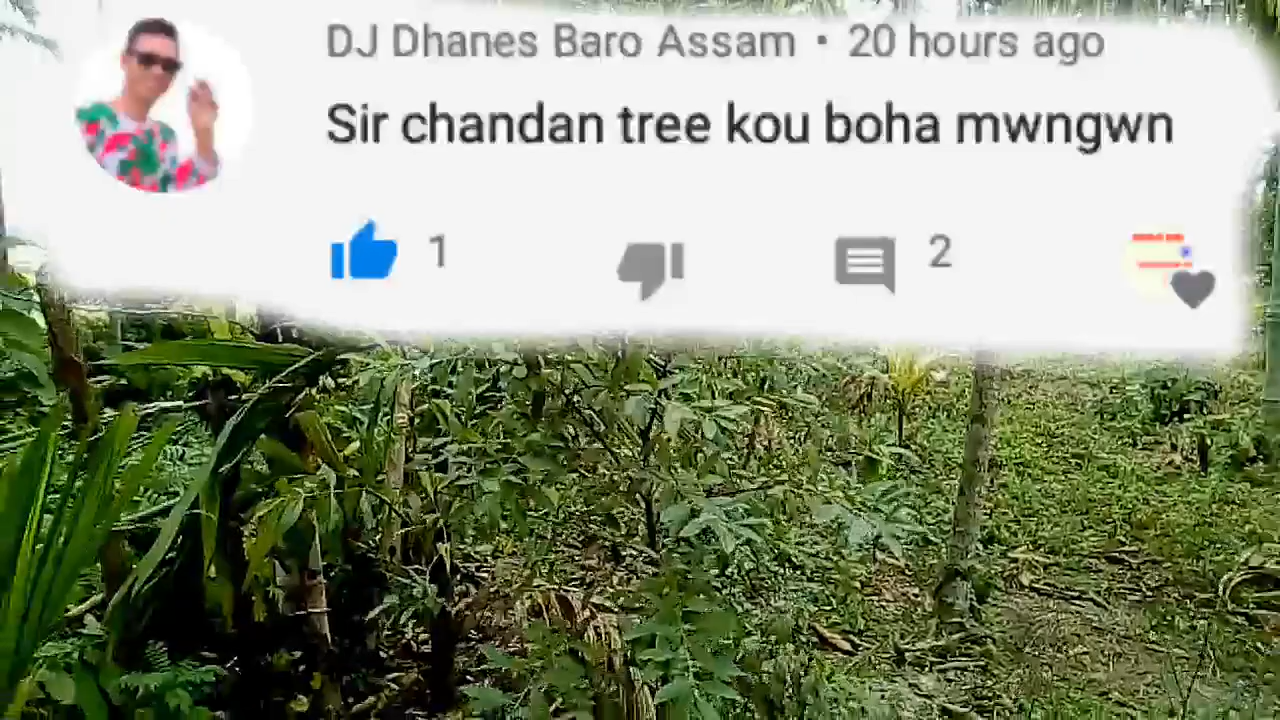 DJ Dhanes Baro Assam • 20 hours ago
Sir chandan tree kou boha mwngwn
1
2